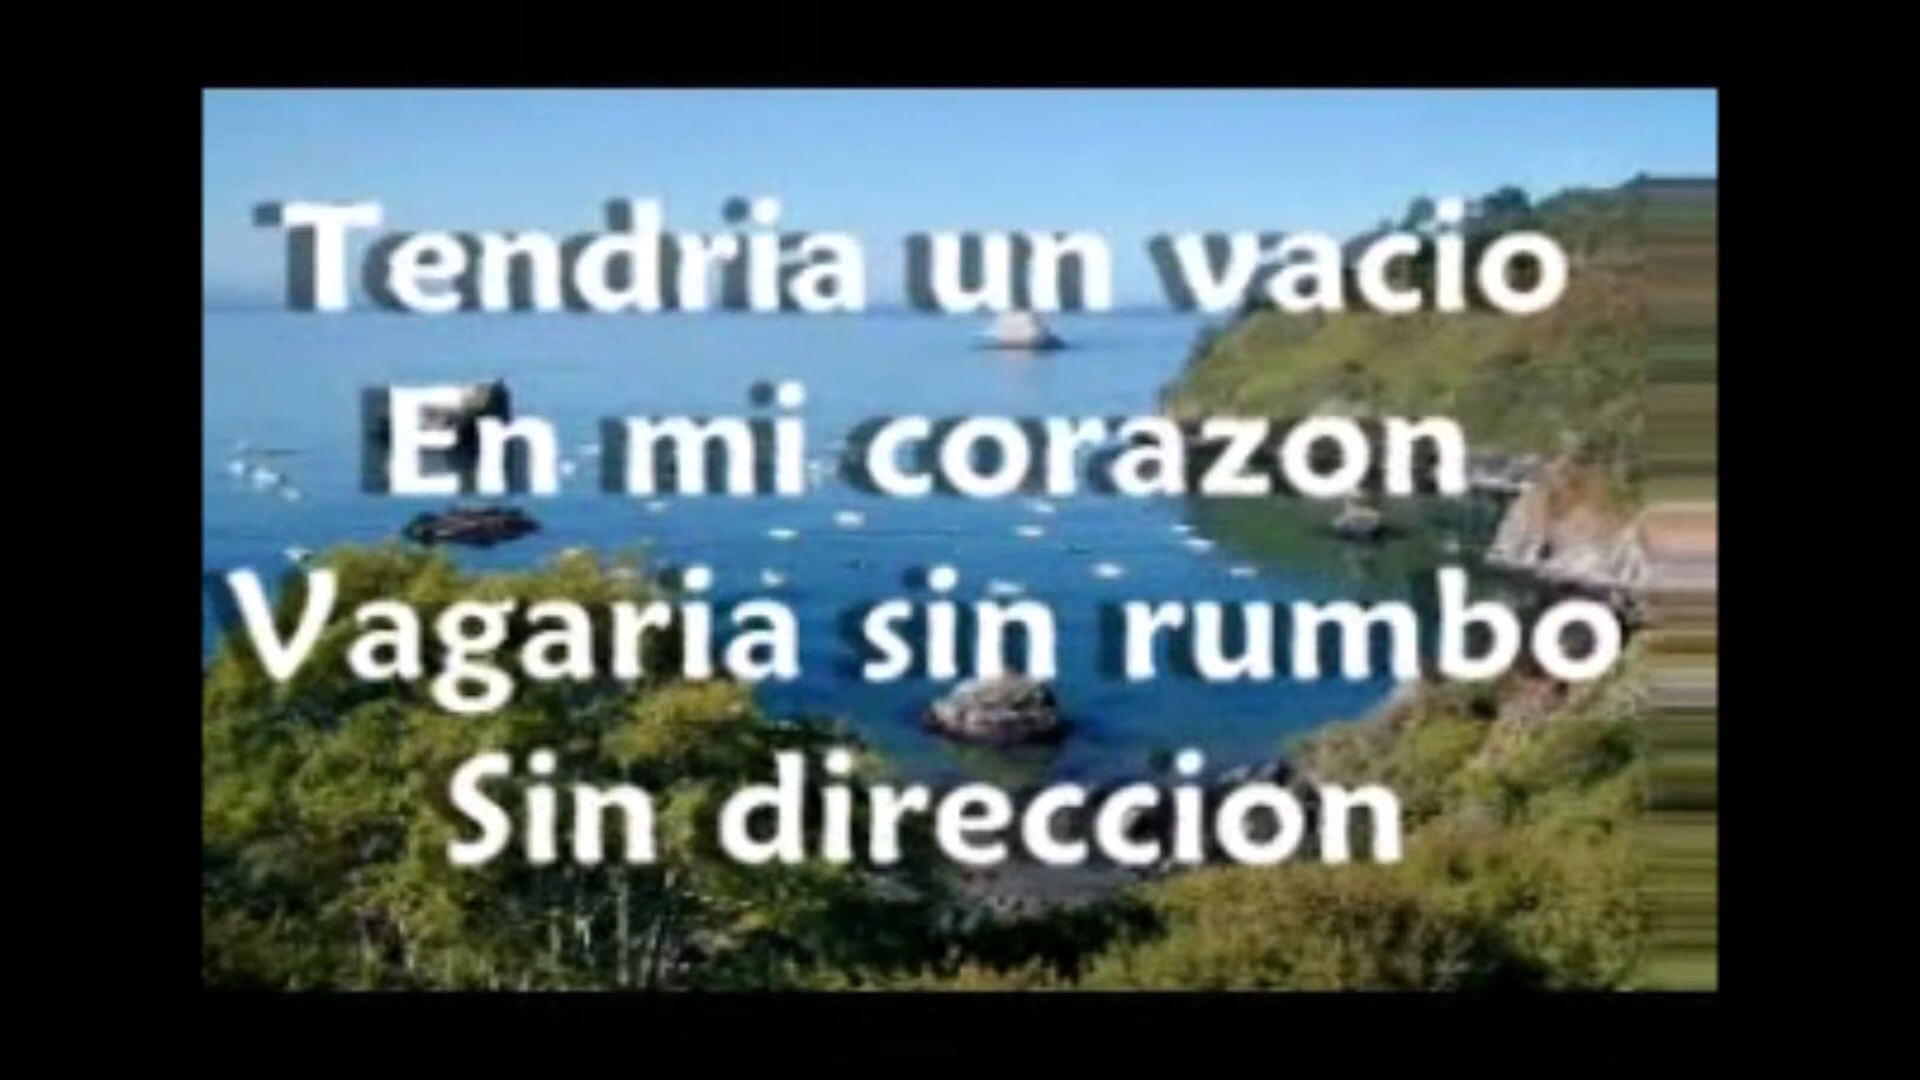 Tendria un vacio
En mi corazon
Vagaria sin rumbo
Sin direccion